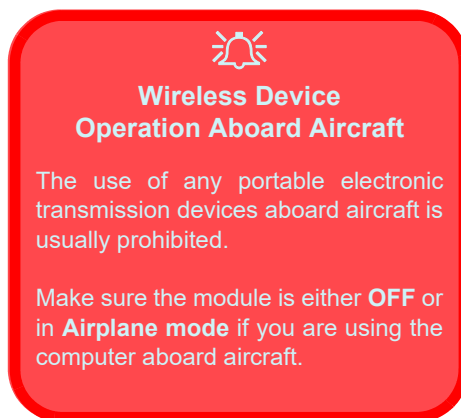 Wireless Device
Operation Aboard Aircraft
The use of any portable electronic
transmission devices aboard aircraft is
usually prohibited.
Make sure the module is either OFF or
in Airplane mode if you are using the
computer aboard aircraft.